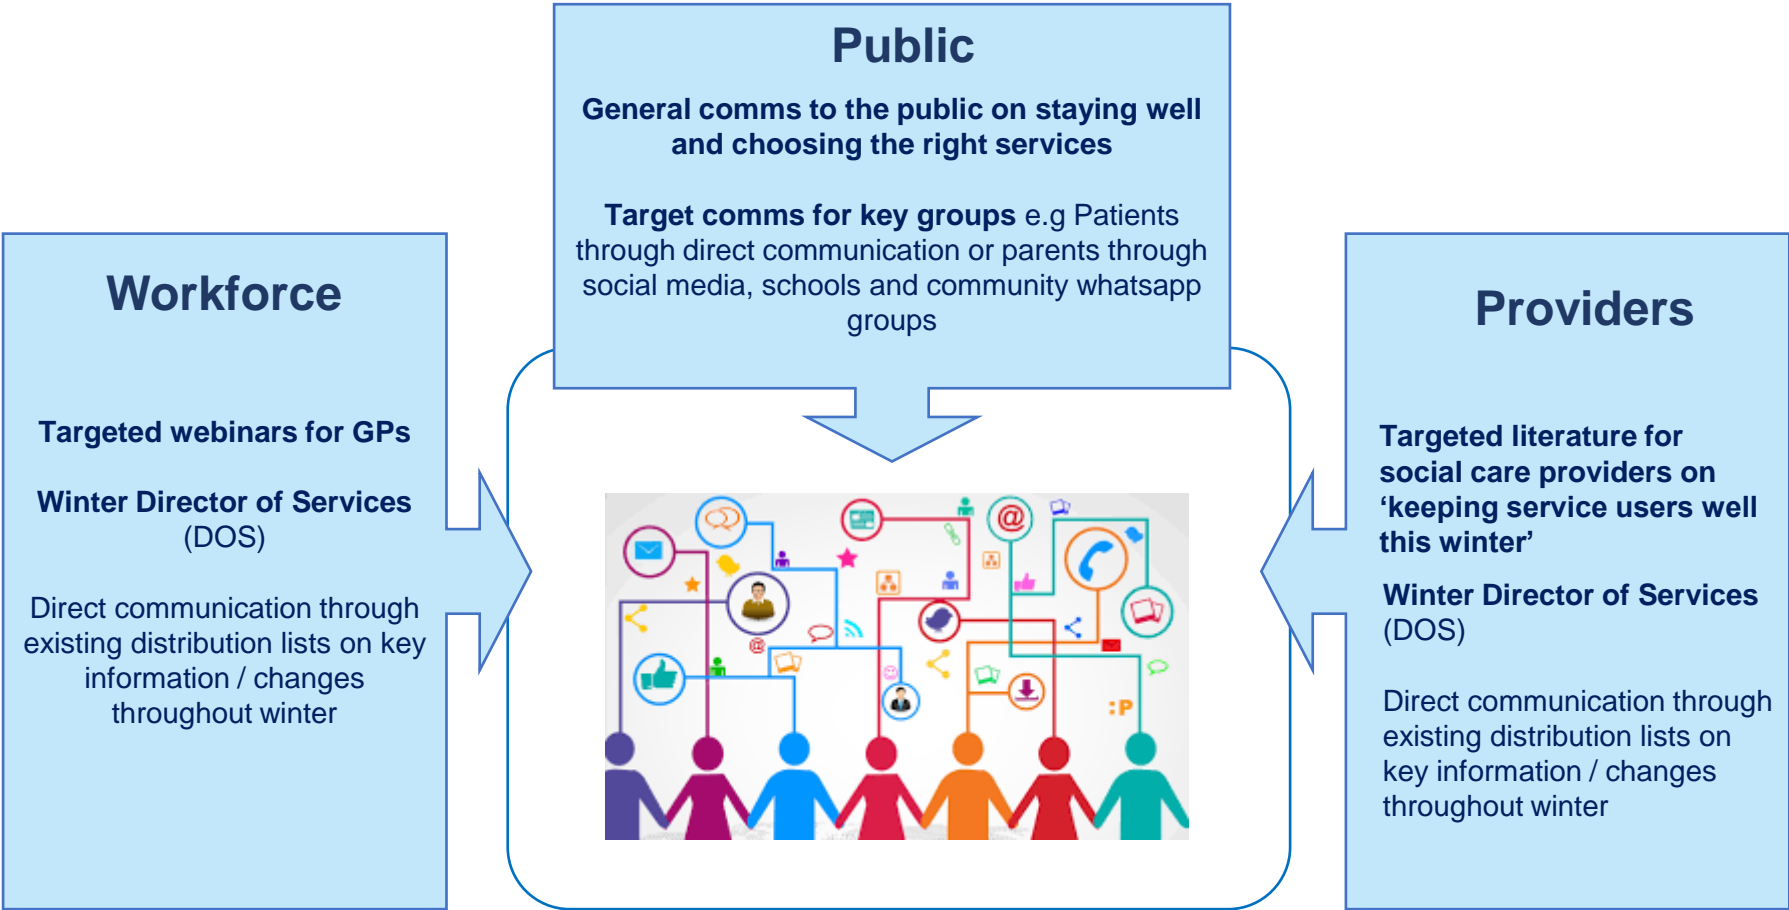 Public
General comms to the public on staying well
and choosing the right services
Target comms for key groups e.g Patients
through direct communication or parents through
social media, schools and community whatsapp
groups
Workforce
Targeted webinars for GPs
Winter Director of Services
(DOS)
Direct communication through
existing distribution lists on key
information / changes
throughout winter
Providers
Targeted literature for
social care providers on
‘keeping service users well
this winter’
Winter Director of Services
(DOS)
Direct communication through
existing distribution lists on
key information / changes
throughout winter
@
@
:P